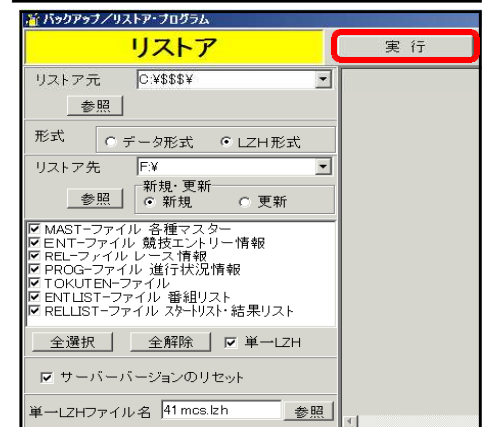 バックアップ／リストア・プログラム
リストア
実 行
リストア元 C:¥$$$¥
参照
形式 データ形式 LZH形式
リストア先 F:¥
新規・更新
参照 新規 更新
MAST-ファイル 各種マスター
ENT-ファイル 競技エントリー情報
REL-ファイル レース情報
PROG-ファイル 進行状況情報
TOKUTEN-ファイル
ENTLIST-ファイル 番組リスト
RELLIST-ファイル スタートリスト・結果リスト
全選択 全解除 単一LZH
サーバーバージョンのリセット
単一LZHファイル名 41mcs.lzh 参照